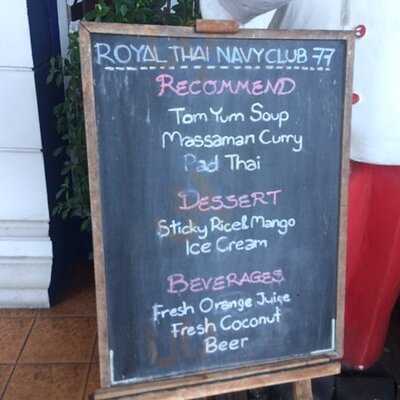 ROYAL THAI NAVY CLUB 77
RECOMMEND
Tom Yum Soup
Massaman Curry
Pad Thai
DESSERT
Sticky Rice & Mango
Ice Cream
BEVERAGES
Fresh Orange Juice
Fresh Coconut
Beer